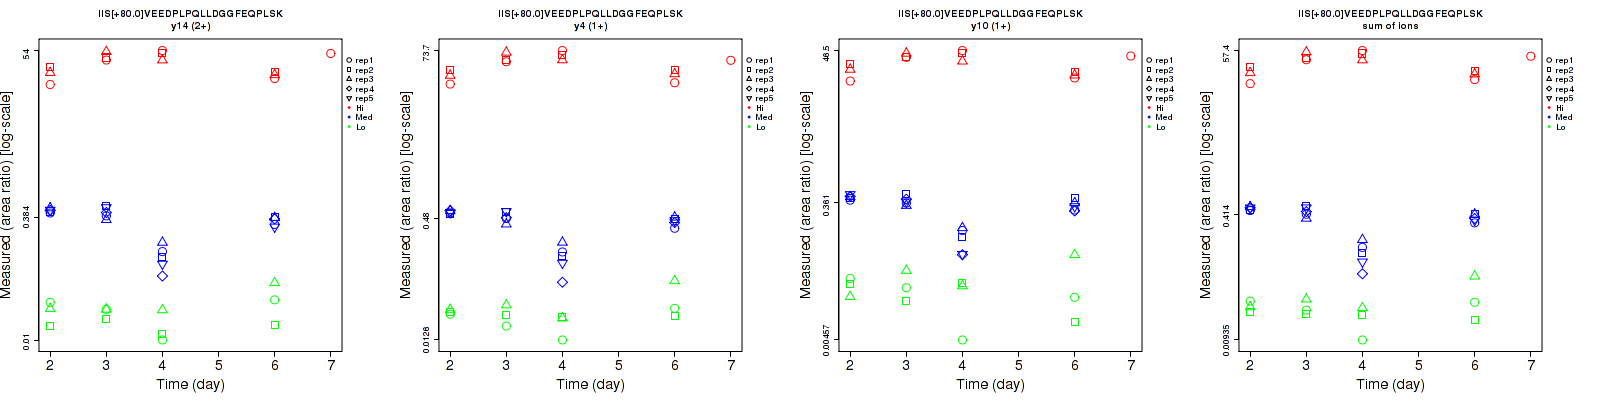 IIS[+80.0]VEEDPLPQLLDGGFEQPLSK
y14 (2+)
Measured (area ratio) [log-scale]
54
0.384
0.01
2 3 4 5 6 7
Time (day)
rep1
rep2
rep3
rep4
rep5
Hi
Med
Lo
IIS[+80.0]VEEDPLPQLLDGGFEQPLSK
y4 (1+)
Measured (area ratio) [log-scale]
73.7
0.48
0.0126
2 3 4 5 6 7
Time (day)
rep1
rep2
rep3
rep4
rep5
Hi
Med
Lo
IIS[+80.0]VEEDPLPQLLDGGFEQPLSK
y10 (1+)
Measured (area ratio) [log-scale]
46.5
0.361
0.00457
2 3 4 5 6 7
Time (day)
rep1
rep2
rep3
rep4
rep5
Hi
Med
Lo
IIS[+80.0]VEEDPLPQLLDGGFEQPLSK
sum of ions
Measured (area ratio) [log-scale]
57.4
0.414
0.00935
2 3 4 5 6 7
Time (day)
rep1
rep2
rep3
rep4
rep5
Hi
Med
Lo